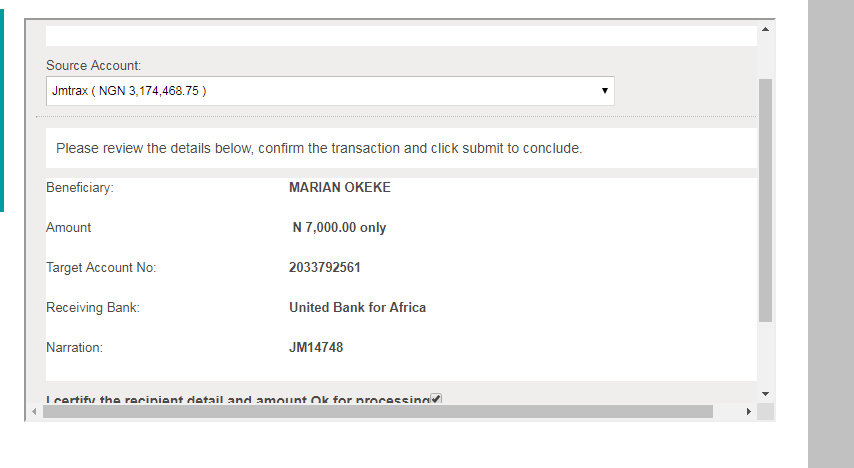 Source Account:
Jmtrax ( NGN 3,174,468.75 )
Please review the details below, confirm the transaction and click submit to conclude.
Beneficiary: MARIAN OKEKE
Amount N 7,000.00 only
Target Account No: 2033792561
Receiving Bank: United Bank for Africa
Narration: JM14748
I certify the recipient detail and amount Ok for processing